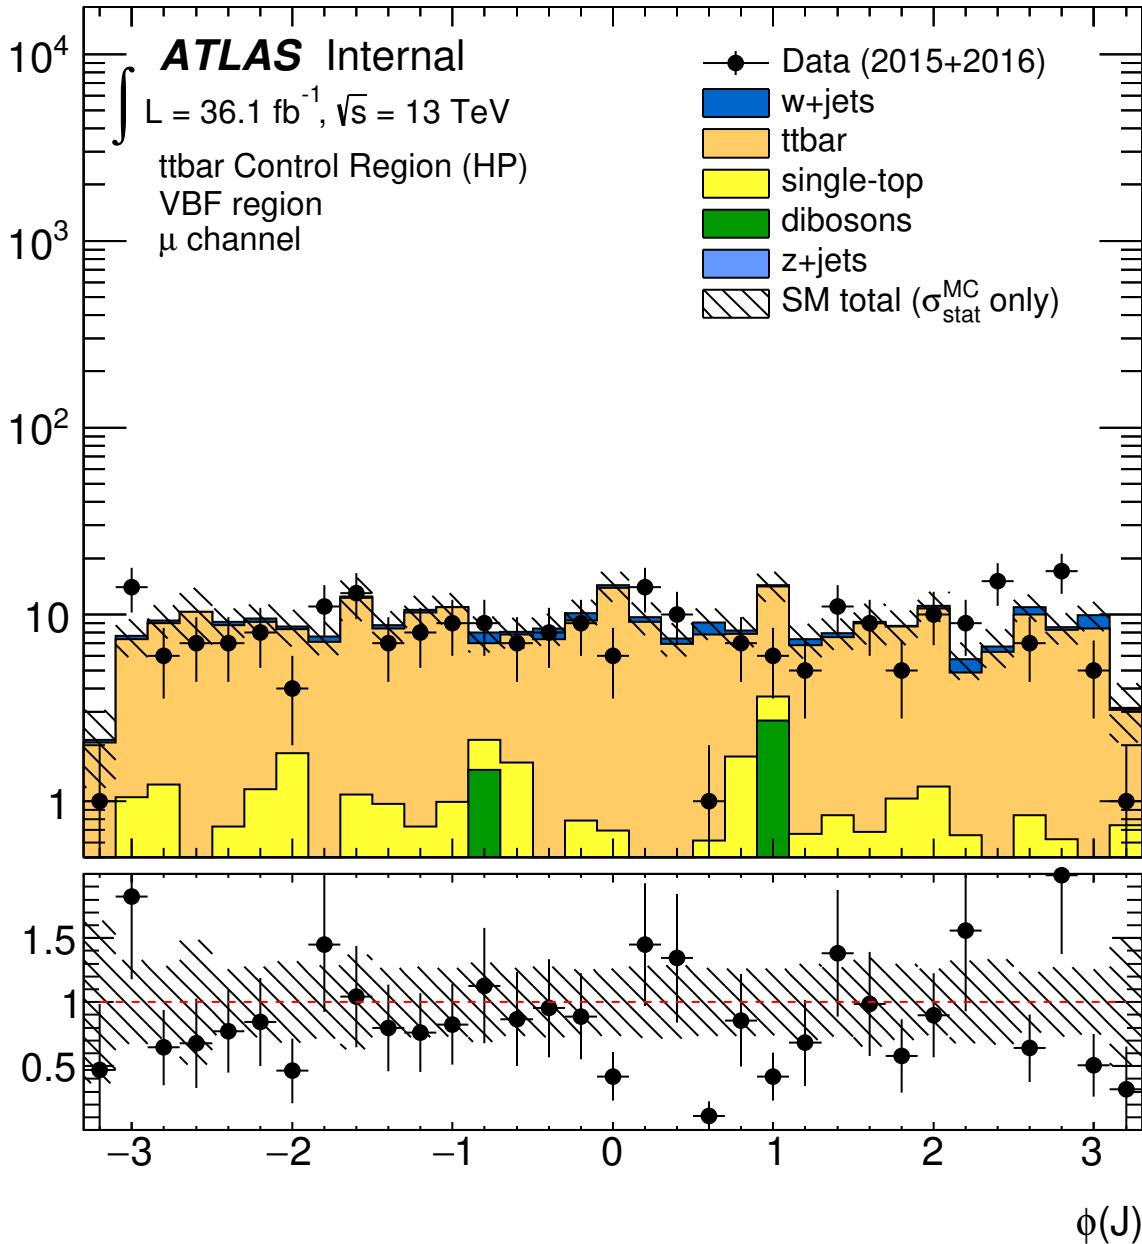 10⁴
10³
10²
10
1
ATLAS Internal
∫ L = 36.1 fb⁻¹, √s = 13 TeV
ttbar Control Region (HP)
VBF region
μ channel
Data (2015+2016)
w+jets
ttbar
single-top
dibosons
z+jets
SM total (σ^MC_stat only)
1.5
1
0.5
−3 −2 −1 0 1 2 3
φ(J)